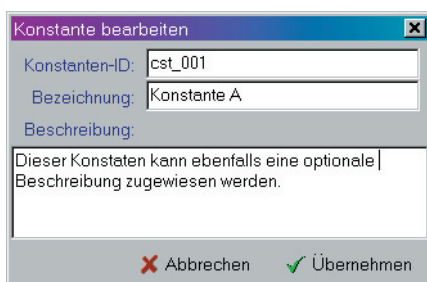 Konstante bearbeiten
Konstanten-ID: cst_001
Bezeichnung: Konstante A
Beschreibung:
Dieser Konstaten kann ebenfalls eine optionale
Beschreibung zugewiesen werden.
Abbrechen Übernehmen